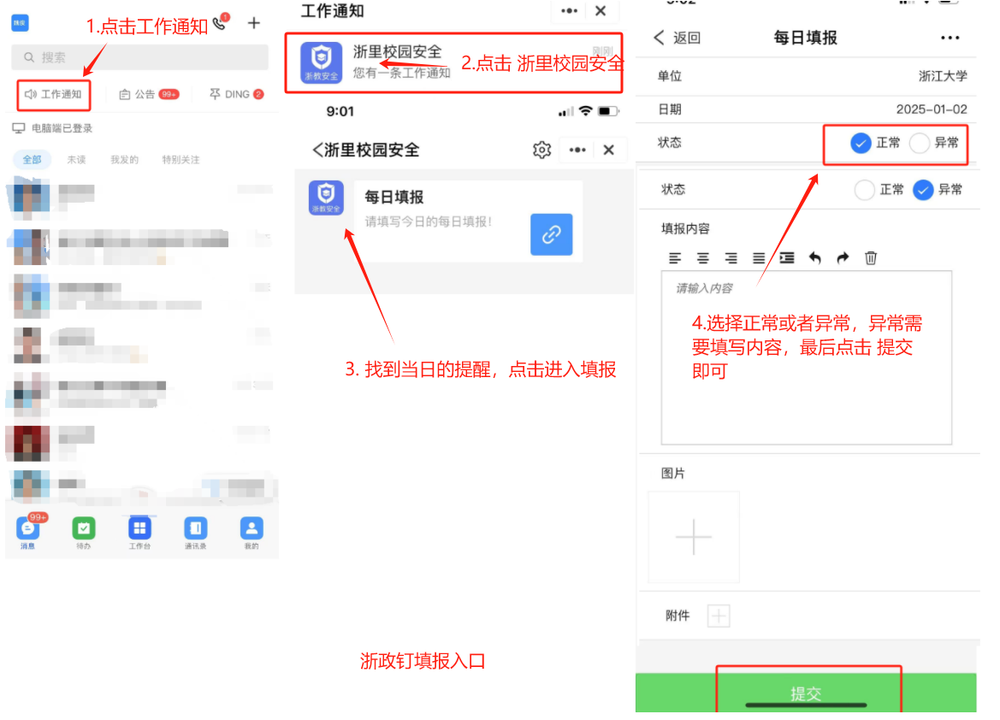 1.点击工作通知
1
搜索
工作通知
公告
99+
DING
2
电脑端已登录
全部
未读
我发的
特别关注
99+
消息
待办
工作台
通讯录
我的
工作通知
浙教安全
浙里校园安全
刚刚
您有一条工作通知
2.点击 浙里校园安全
9:01
浙里校园安全
浙教安全
每日填报
请填写今日的每日填报!
3. 找到当日的提醒，点击进入填报
浙政钉填报入口
返回
每日填报
单位
浙江大学
日期
2025-01-02
状态
正常
异常
状态
正常
异常
填报内容
请输入内容
4.选择正常或者异常，异常需
要填写内容，最后点击 提交
即可
图片
附件
提交